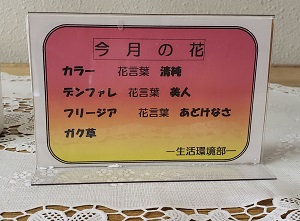 今月の花
カラー 花言葉 清純
デンファレ 花言葉 美人
フリージア 花言葉 あどけなさ
ガク草
―生活環境部―